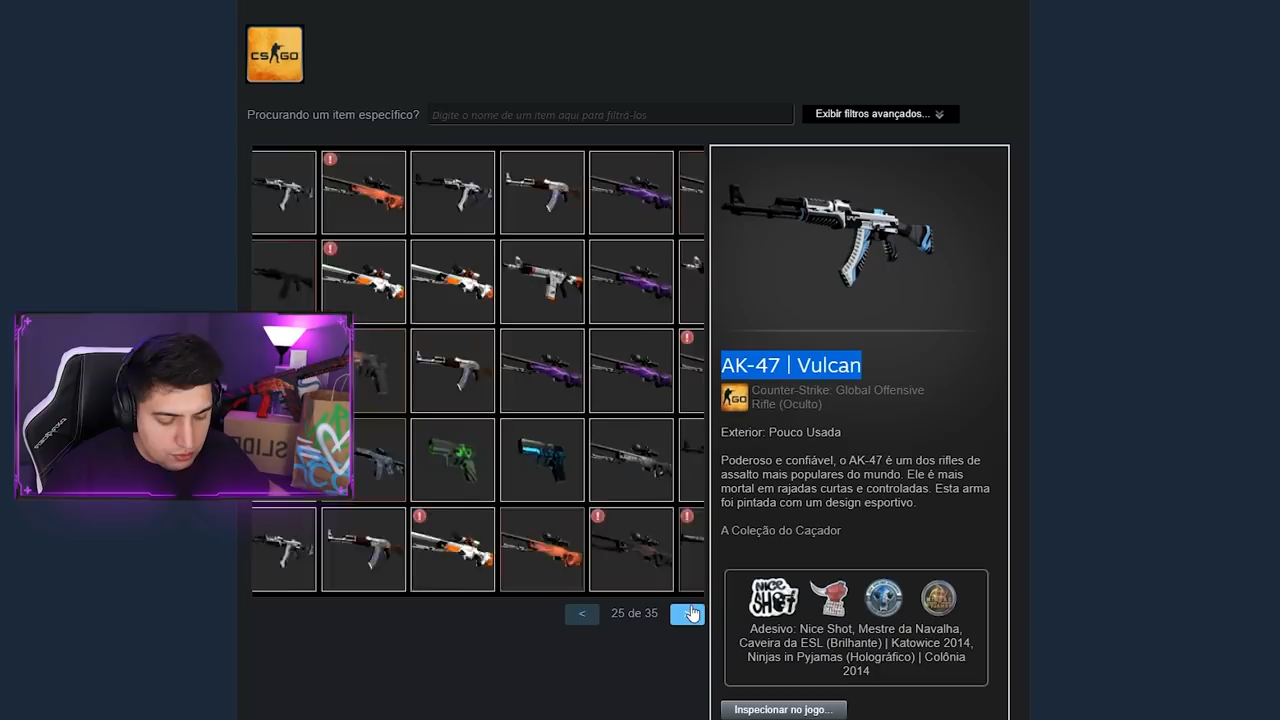 CS GO
Procurando um item específico?
Digite o nome de um item aqui para filtrá-los
Exibir filtros avançados...
AK-47 | Vulcan
GO
Counter-Strike: Global Offensive
Rifle (Oculto)
Exterior: Pouco Usada
Poderoso e confiável, o AK-47 é um dos rifles de
assalto mais populares do mundo. Ele é mais
mortal em rajadas curtas e controladas. Esta arma
foi pintada com um design esportivo.
A Coleção do Caçador
NICE
SHOT
Adesivo: Nice Shot, Mestre da Navalha,
Caveira da ESL (Brilhante) | Katowice 2014,
Ninjas in Pyjamas (Holográfico) | Colônia
2014
< 25 de 35
Inspecionar no jogo...